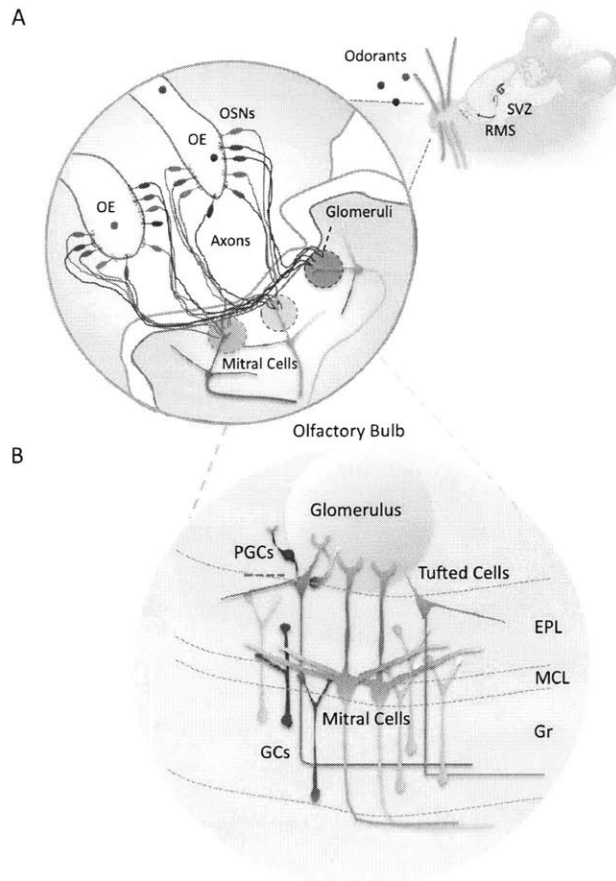 A
Odorants
OSNs
SVZ
OE
RMS
OE
Glomeruli
Axons
Mitral Cells
Olfactory Bulb
B
Glomerulus
PGCs
Tufted Cells
EPL
MCL
Mitral Cells
Gr
GCs